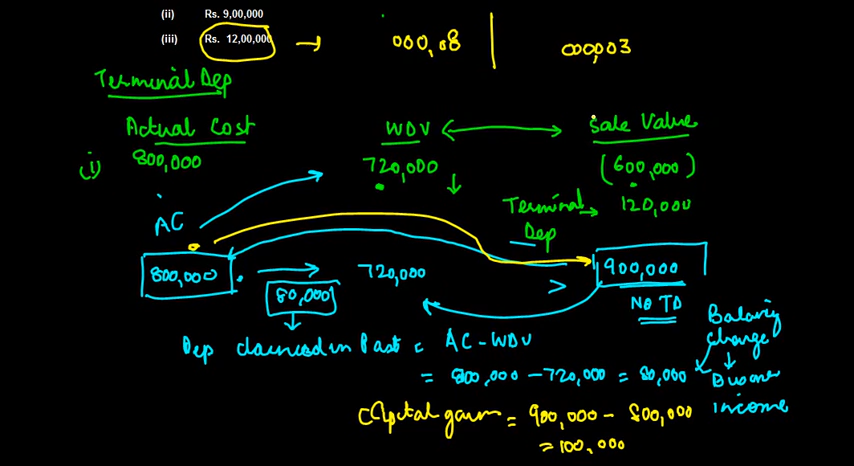 (ii) Rs. 9,00,000
(iii) Rs. 12,00,000 → 000,08 | 000,03
Terminal Dep
Actual Cost WDV Sale Value
(i) 800,000 720,000 (600,000)
Terminal Dep → 120,000
AC
800,000 → 720,000 > 900,000
80,000 NO TD
Dep claimed in Past = AC - WDV
= 800,000 - 720,000 = 80,000
Balancing charge
↓
Business income
Capital gain = 900,000 - 800,000
= 100,000